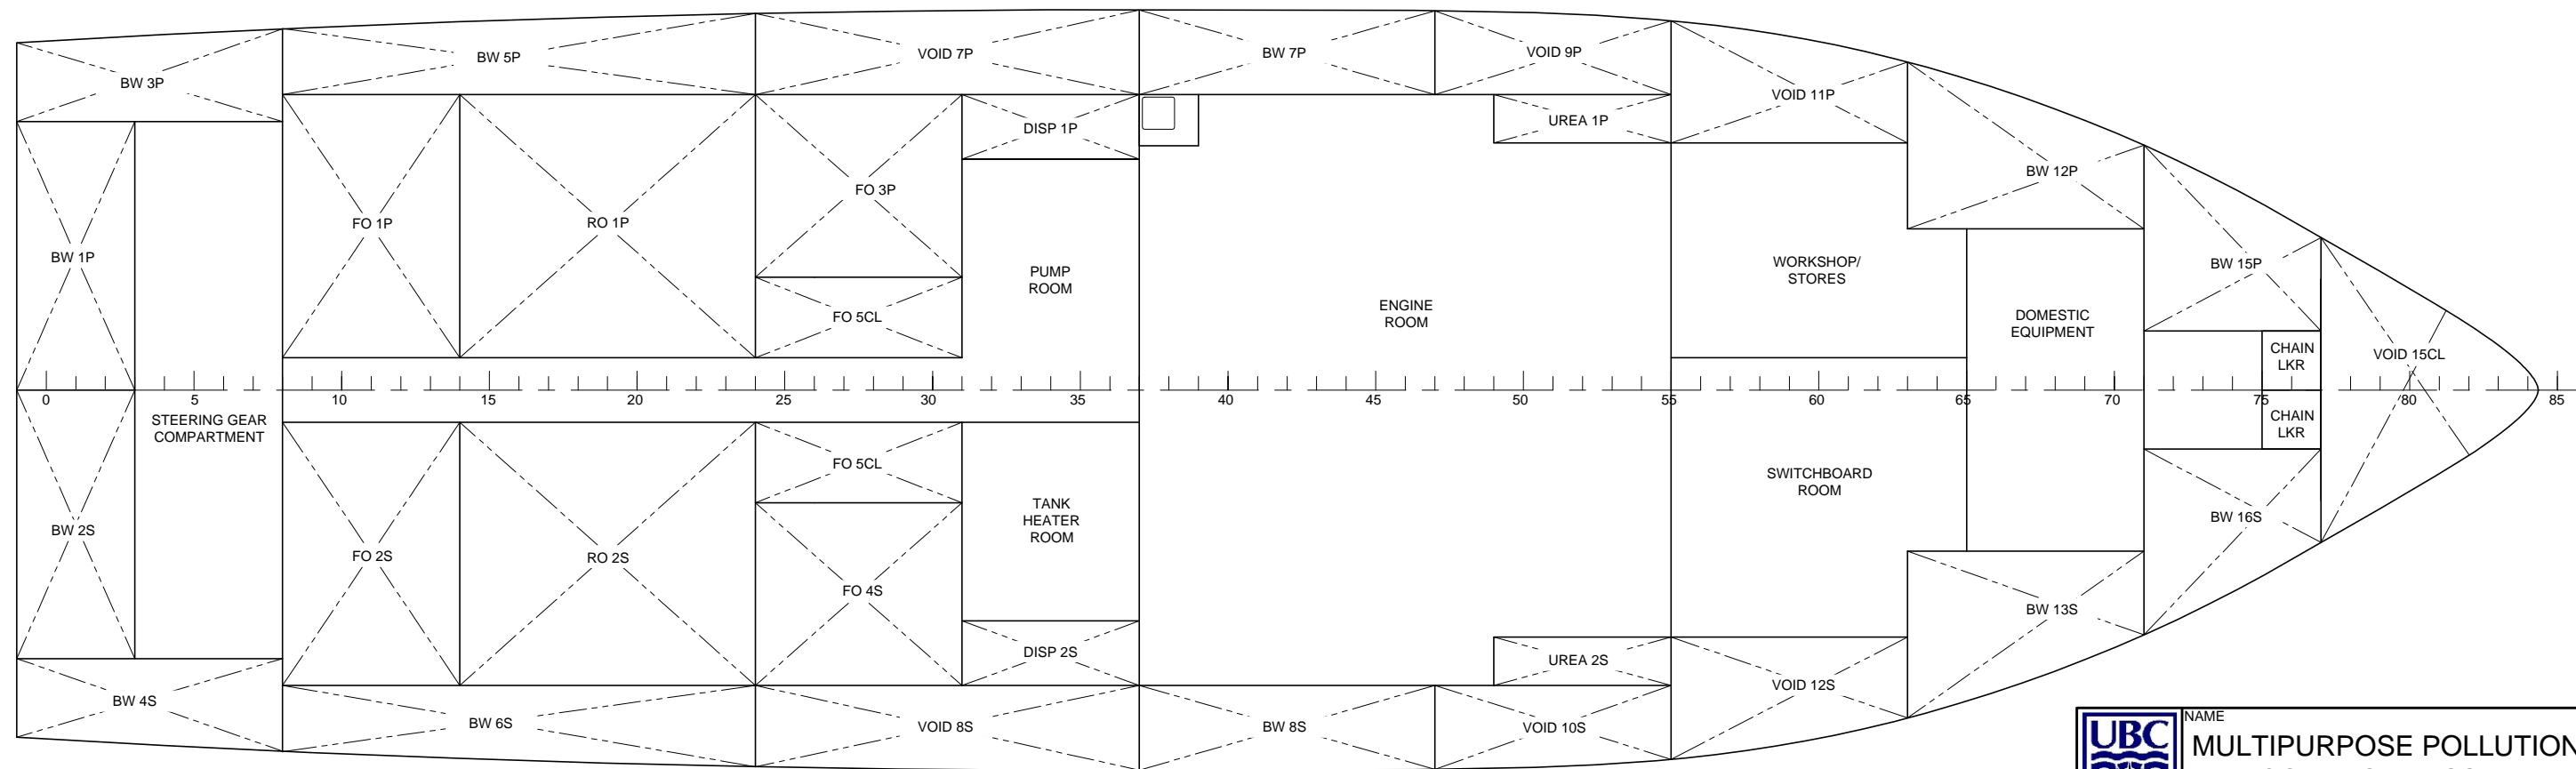 BW 3P
BW 5P
VOID 7P
BW 7P
VOID 9P
VOID 11P
DISP 1P
UREA 1P
BW 12P
FO 3P
FO 1P
RO 1P
BW 1P
PUMP
ROOM
WORKSHOP/
STORES
BW 15P
FO 5CL
ENGINE
ROOM
DOMESTIC
EQUIPMENT
CHAIN
LKR
VOID 15CL
0 5 10 15 20 25 30 35 40 45 50 55 60 65 70 75 80 85
STEERING GEAR
COMPARTMENT
CHAIN
LKR
FO 5CL
SWITCHBOARD
ROOM
TANK
HEATER
ROOM
BW 16S
BW 2S
FO 2S
RO 2S
FO 4S
BW 13S
DISP 2S
UREA 2S
VOID 12S
BW 4S
BW 6S
VOID 8S
BW 8S
VOID 10S
UBC
NAME
MULTIPURPOSE POLLUTION